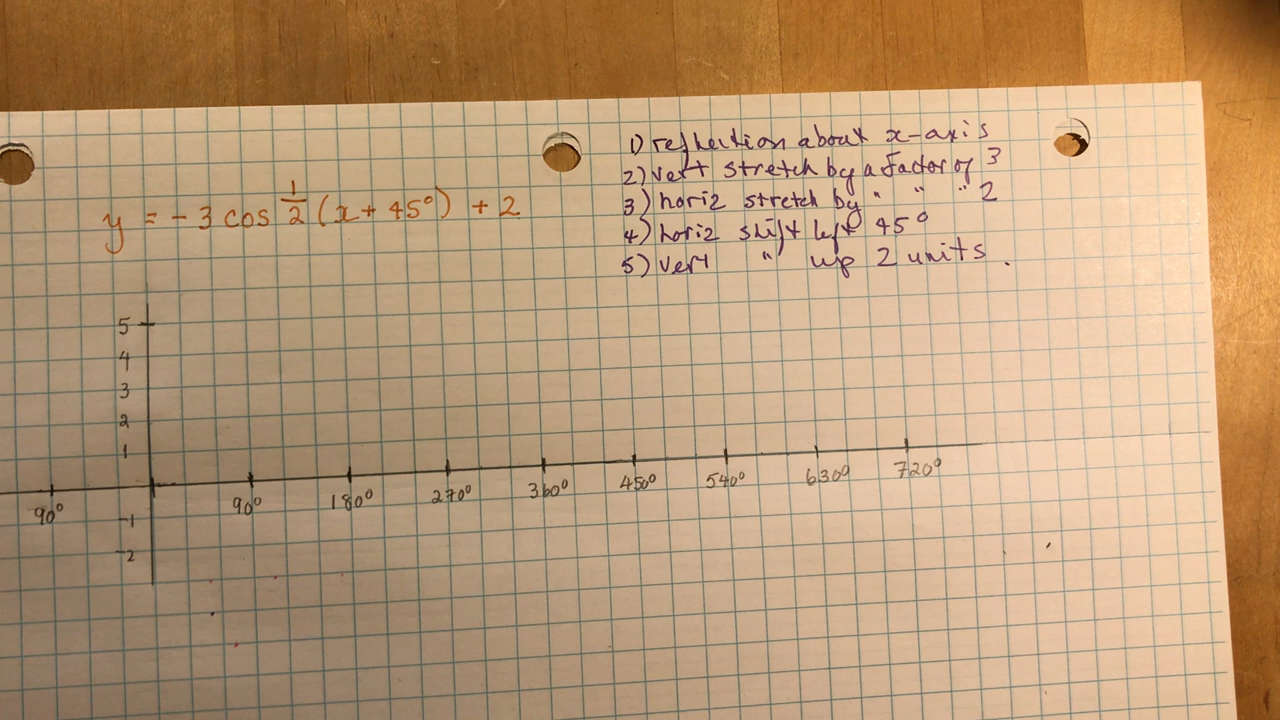 1) reflection about x-axis
2) vert stretch by a factor of 3
3) horiz stretch by " " " 2
4) horiz shift left 45°
5) vert " up 2 units.
y = -3 cos 1/2 (x + 45°) + 2
5
4
3
2
1
90° 90° 180° 270° 360° 450° 540° 630° 720°
-1
-2